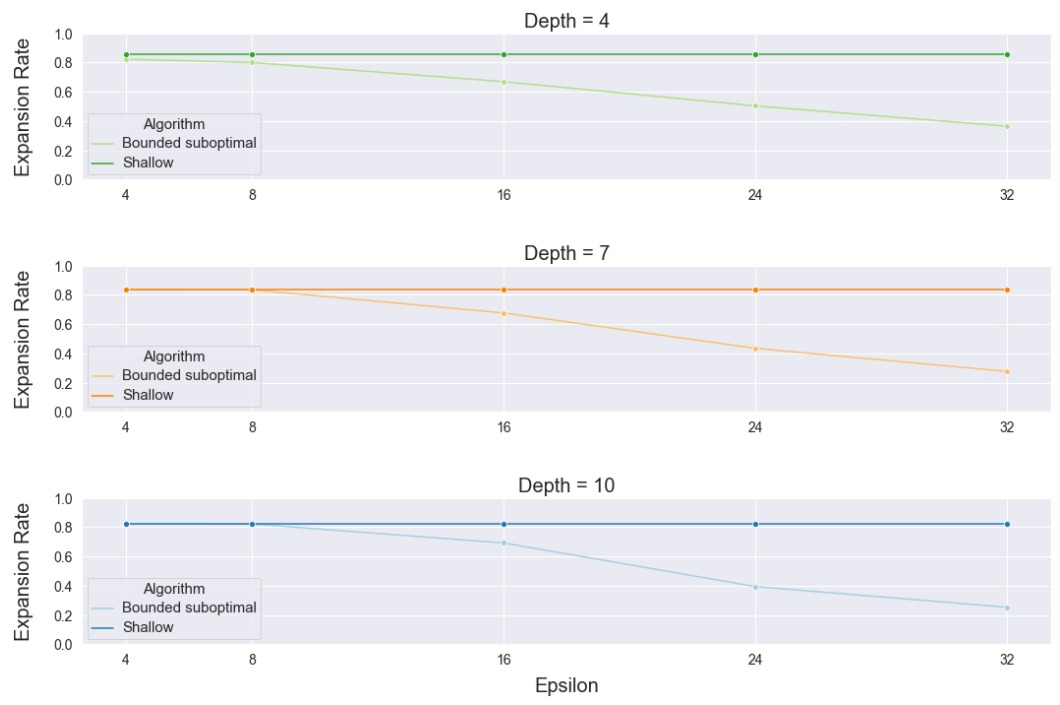 Depth = 4
Expansion Rate
1.0
0.8
0.6
0.4
0.2
0.0
Algorithm
Bounded suboptimal
Shallow
4 8 16 24 32
Depth = 7
Expansion Rate
1.0
0.8
0.6
0.4
0.2
0.0
Algorithm
Bounded suboptimal
Shallow
4 8 16 24 32
Depth = 10
Expansion Rate
1.0
0.8
0.6
0.4
0.2
0.0
Algorithm
Bounded suboptimal
Shallow
4 8 16 24 32
Epsilon